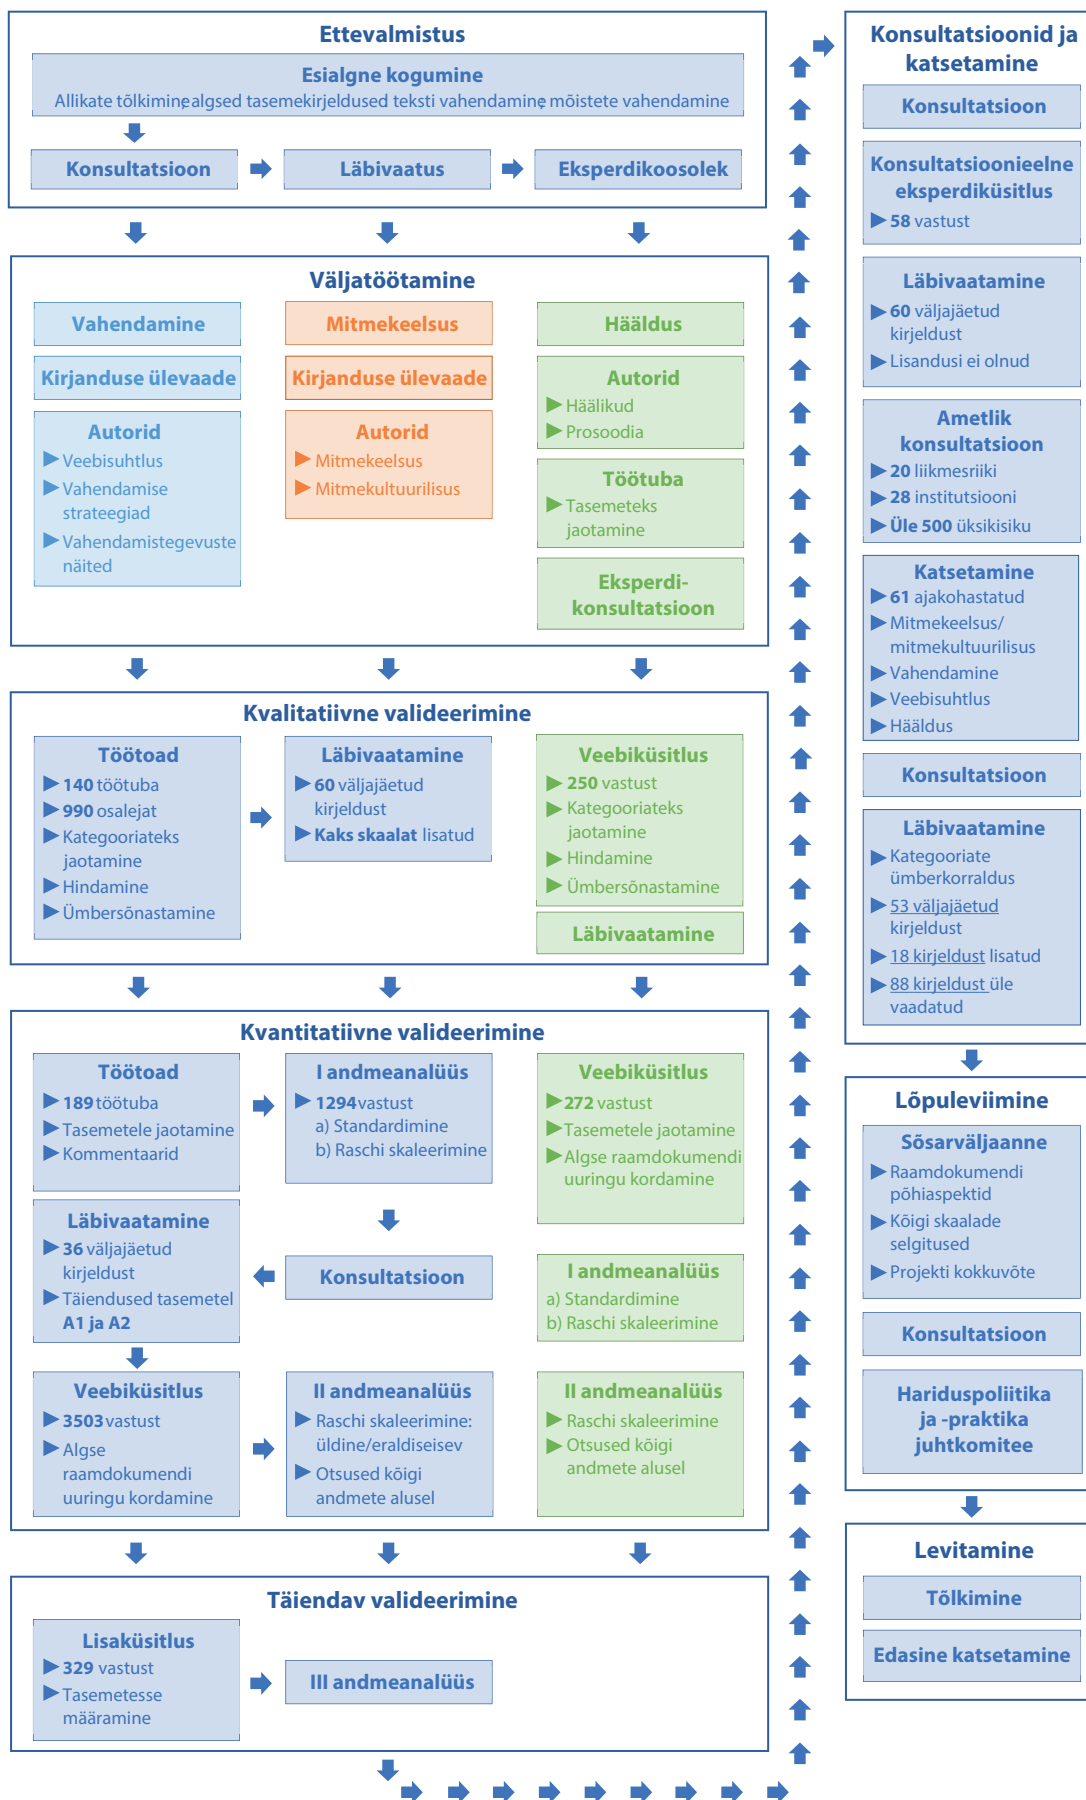 Ettevalmistus
Esialgne kogumine
Allikate tõlkimine, algsed tasemekirjeldused teksti vahendamine, mõistete vahendamine
Konsultatsioon
Läbivaatus
Eksperdikoosolek
Väljatöötamine
Vahendamine
Kirjanduse ülevaade
Autorid
▶ Veebisuhtlus
▶ Vahendamise
strateegiad
▶ Vahendamistegevuste
näited
Mitmekeelsus
Kirjanduse ülevaade
Autorid
▶ Mitmekeelsus
▶ Mitmekultuurilisus
Hääldus
Autorid
▶ Häälikud
▶ Prosoodia
Töötuba
▶ Tasemeteks
jaotamine
Eksperdi-
konsultatsioon
Kvalitatiivne valideerimine
Töötoad
▶ 140 töötuba
▶ 990 osalejat
▶ Kategooriateks
jaotamine
▶ Hindamine
▶ Ümbersõnastamine
Läbivaatamine
▶ 60 väljajäetud
kirjeldust
▶ Kaks skaalat lisatud
Veebiküsitlus
▶ 250 vastust
▶ Kategooriateks
jaotamine
▶ Hindamine
▶ Ümbersõnastamine
Läbivaatamine
Kvantitatiivne valideerimine
Töötoad
▶ 189 töötuba
▶ Tasemetele jaotamine
▶ Kommentaarid
I andmeanalüüs
▶ 1294 vastust
a) Standardimine
b) Raschi skaleerimine
Veebiküsitlus
▶ 272 vastust
▶ Tasemetele jaotamine
▶ Algse raamdokumendi
uuringu kordamine
Läbivaatamine
▶ 36 väljajäetud
kirjeldust
▶ Täiendused tasemetel
A1 ja A2
Konsultatsioon
I andmeanalüüs
a) Standardimine
b) Raschi skaleerimine
Veebiküsitlus
▶ 3503 vastust
▶ Algse
raamdokumendi
uuringu kordamine
II andmeanalüüs
▶ Raschi skaleerimine:
üldine/eraldiseisev
▶ Otsused kõigi
andmete alusel
II andmeanalüüs
▶ Raschi skaleerimine
▶ Otsused kõigi
andmete alusel
Täiendav valideerimine
Lisaküsitlus
▶ 329 vastust
▶ Tasemetesse
määramine
III andmeanalüüs
Konsultatsioonid ja
katsetamine
Konsultatsioon
Konsultatsioonieelne
eksperdiküsitlus
▶ 58 vastust
Läbivaatamine
▶ 60 väljajäetud
kirjeldust
▶ Lisandusi ei olnud
Ametlik
konsultatsioon
▶ 20 liikmesriiki
▶ 28 institutsiooni
▶ Üle 500 üksikisiku
Katsetamine
▶ 61 ajakohastatud
▶ Mitmekeelsus/
mitmekultuurilisus
▶ Vahendamine
▶ Veebisuhtlus
▶ Hääldus
Konsultatsioon
Läbivaatamine
▶ Kategooriate
ümberkorraldus
▶ 53 väljajäetud
kirjeldust
▶ 18 kirjeldust lisatud
▶ 88 kirjeldust üle
vaadatud
Lõpuleviimine
Sõsarväljaanne
▶ Raamdokumendi
põhiaspektid
▶ Kõigi skaalade
selgitused
▶ Projekti kokkuvõte
Konsultatsioon
Hariduspoliitika
ja -praktika
juhtkomitee
Levitamine
Tõlkimine
Edasine katsetamine